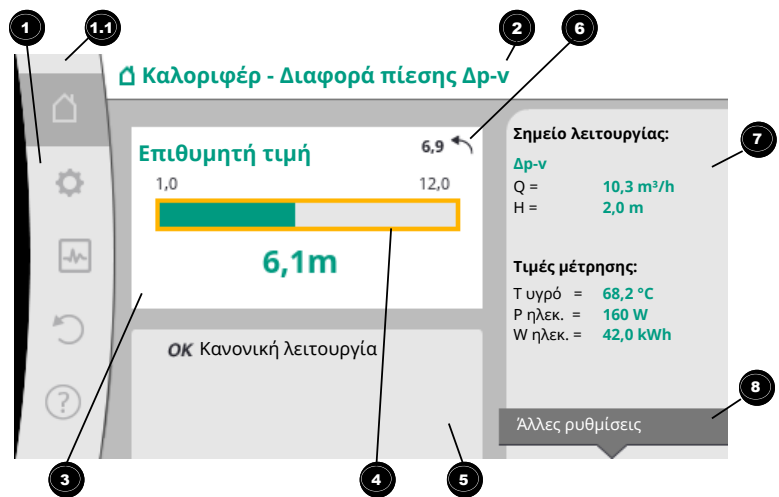 1
1.1
2
6
Καλοριφέρ - Διαφορά πίεσης Δp-v
Επιθυμητή τιμή
6,9
1,0
12,0
6,1m
OK Κανονική λειτουργία
Σημείο λειτουργίας:
7
Δp-v
Q = 10,3 m³/h
H = 2,0 m
Τιμές μέτρησης:
T υγρό = 68,2 °C
P ηλεκ. = 160 W
W ηλεκ. = 42,0 kWh
8
Άλλες ρυθμίσεις
?
3
4
5